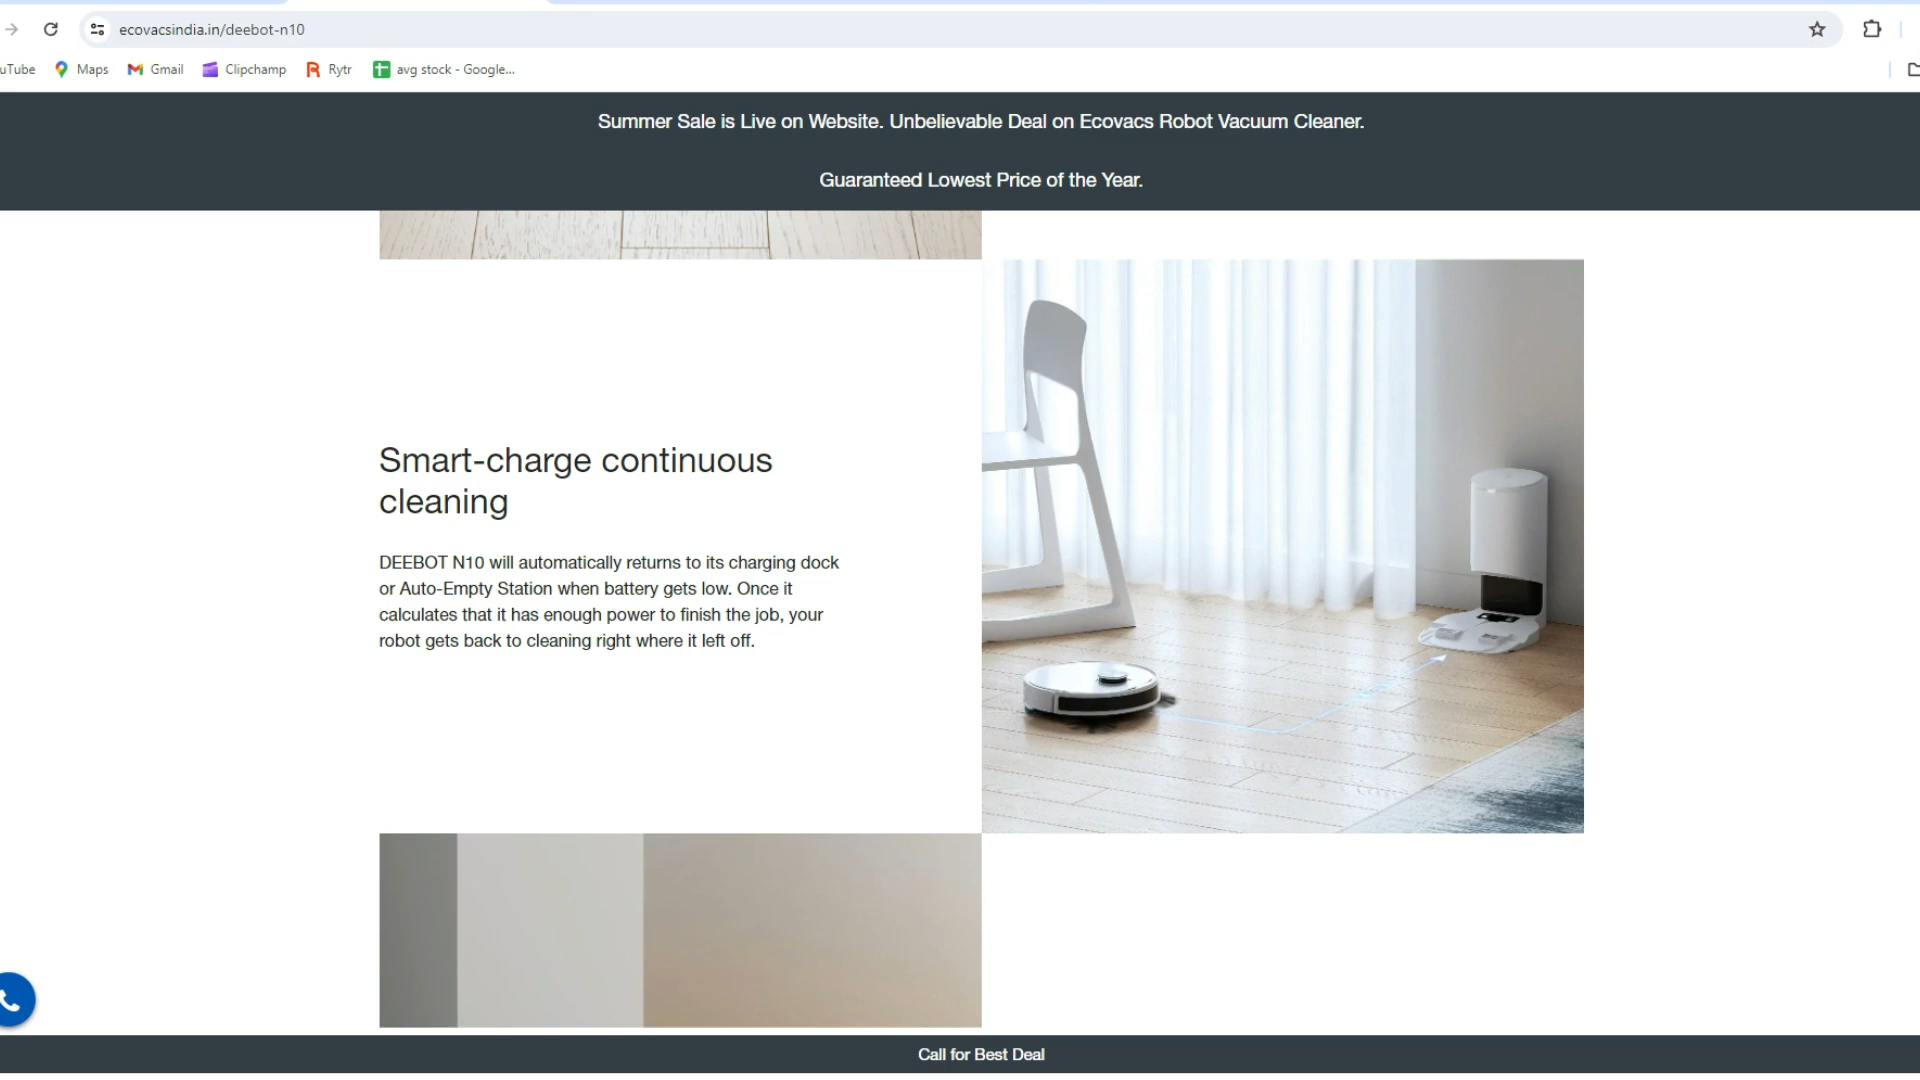 ecovacsindia.in/deebot-n10
uTube Maps Gmail Clipchamp Rytr avg stock - Google...
Summer Sale is Live on Website. Unbelievable Deal on Ecovacs Robot Vacuum Cleaner.
Guaranteed Lowest Price of the Year.
Smart-charge continuous
cleaning
DEEBOT N10 will automatically returns to its charging dock
or Auto-Empty Station when battery gets low. Once it
calculates that it has enough power to finish the job, your
robot gets back to cleaning right where it left off.
Call for Best Deal